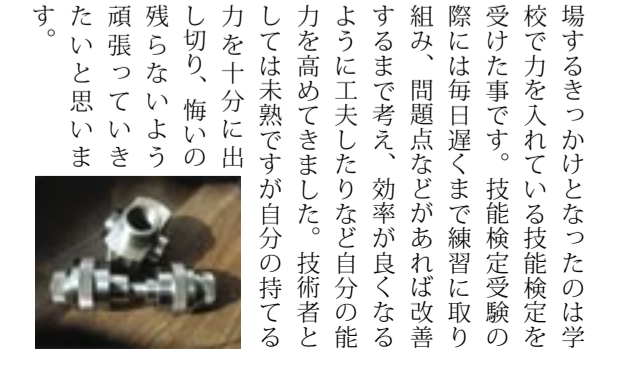 場するきっかけとなったのは学
校で力を入れている技能検定を
受けた事です。技能検定受験の
際には毎日遅くまで練習に取り
組み、問題点などがあれば改善
するまで考え、効率が良くなる
ように工夫したりなど自分の能
力を高めてきました。技術者と
しては未熟ですが自分の持てる
力を十分に出
し切り、悔いの
残らないよう
頑張っていき
たいと思いま
す。